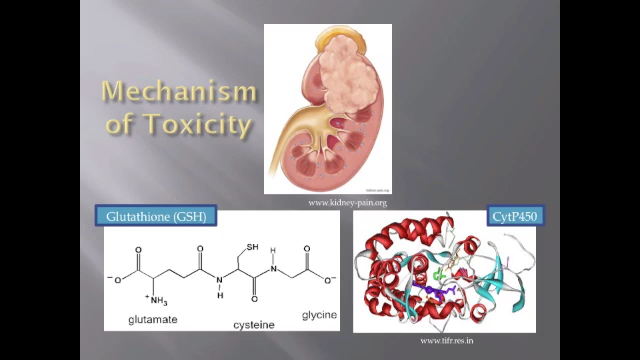 Mechanism
of Toxicity
www.kidney-pain.org
Glutathione (GSH)
CytP450
O
O
SH
H
O
⁻O
N
H
N
O⁻
⁺NH₃
O
glutamate
cysteine
glycine
www.tifr.res.in